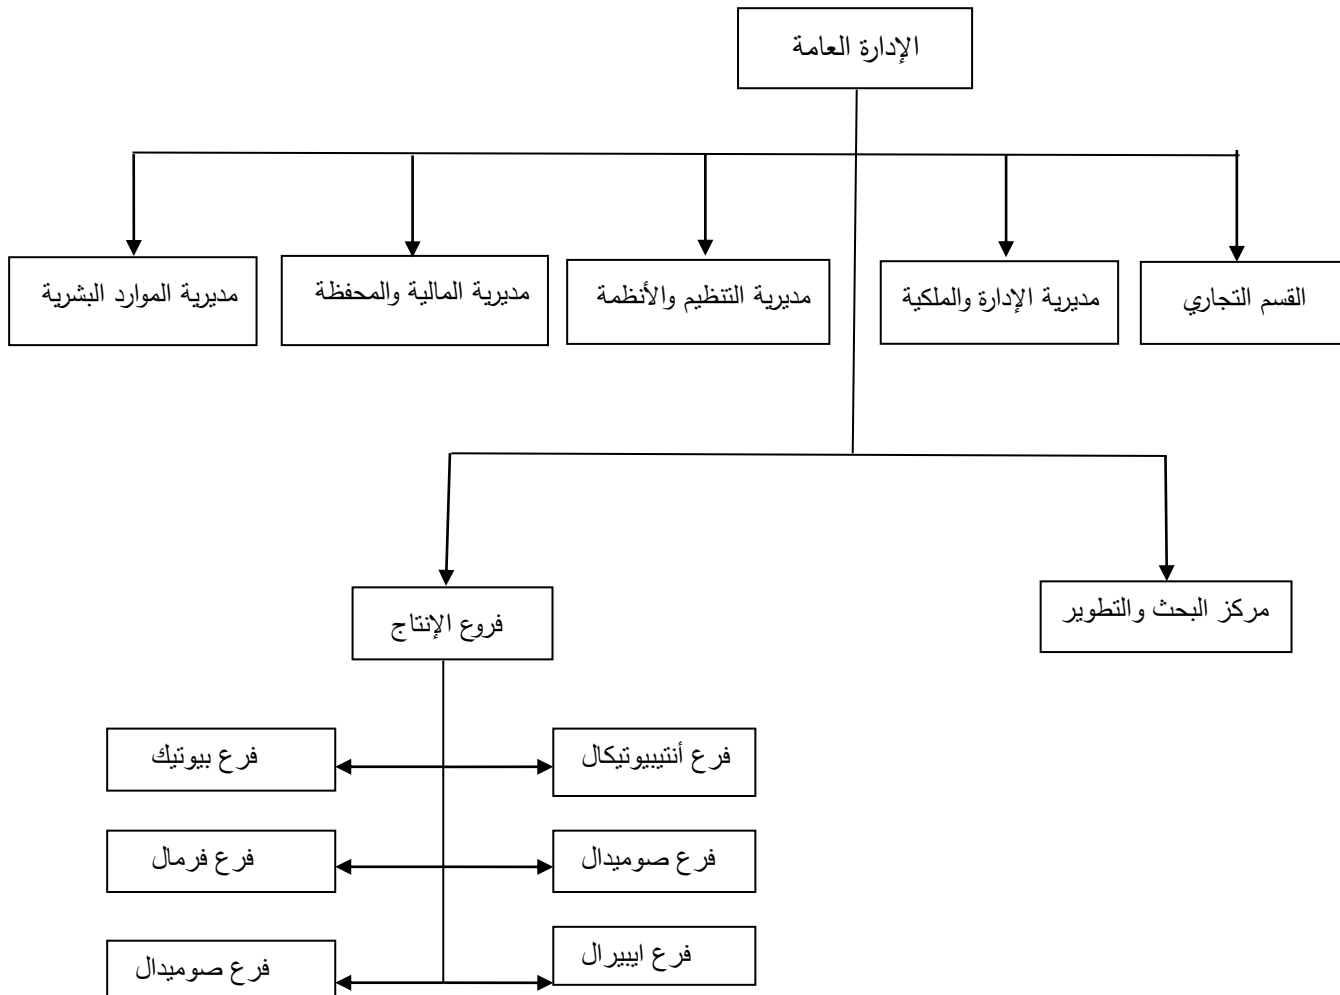 الإدارة العامة
القسم التجاري
مديرية الإدارة والملكية
مديرية التنظيم والأنظمة
مديرية المالية والمحفظة
مديرية الموارد البشرية
مركز البحث والتطوير
فروع الإنتاج
فرع أنتيبيوتيكال
فرع بيوتيك
فرع صوميدال
فرع فرمال
فرع ايبيرال
فرع صوميدال